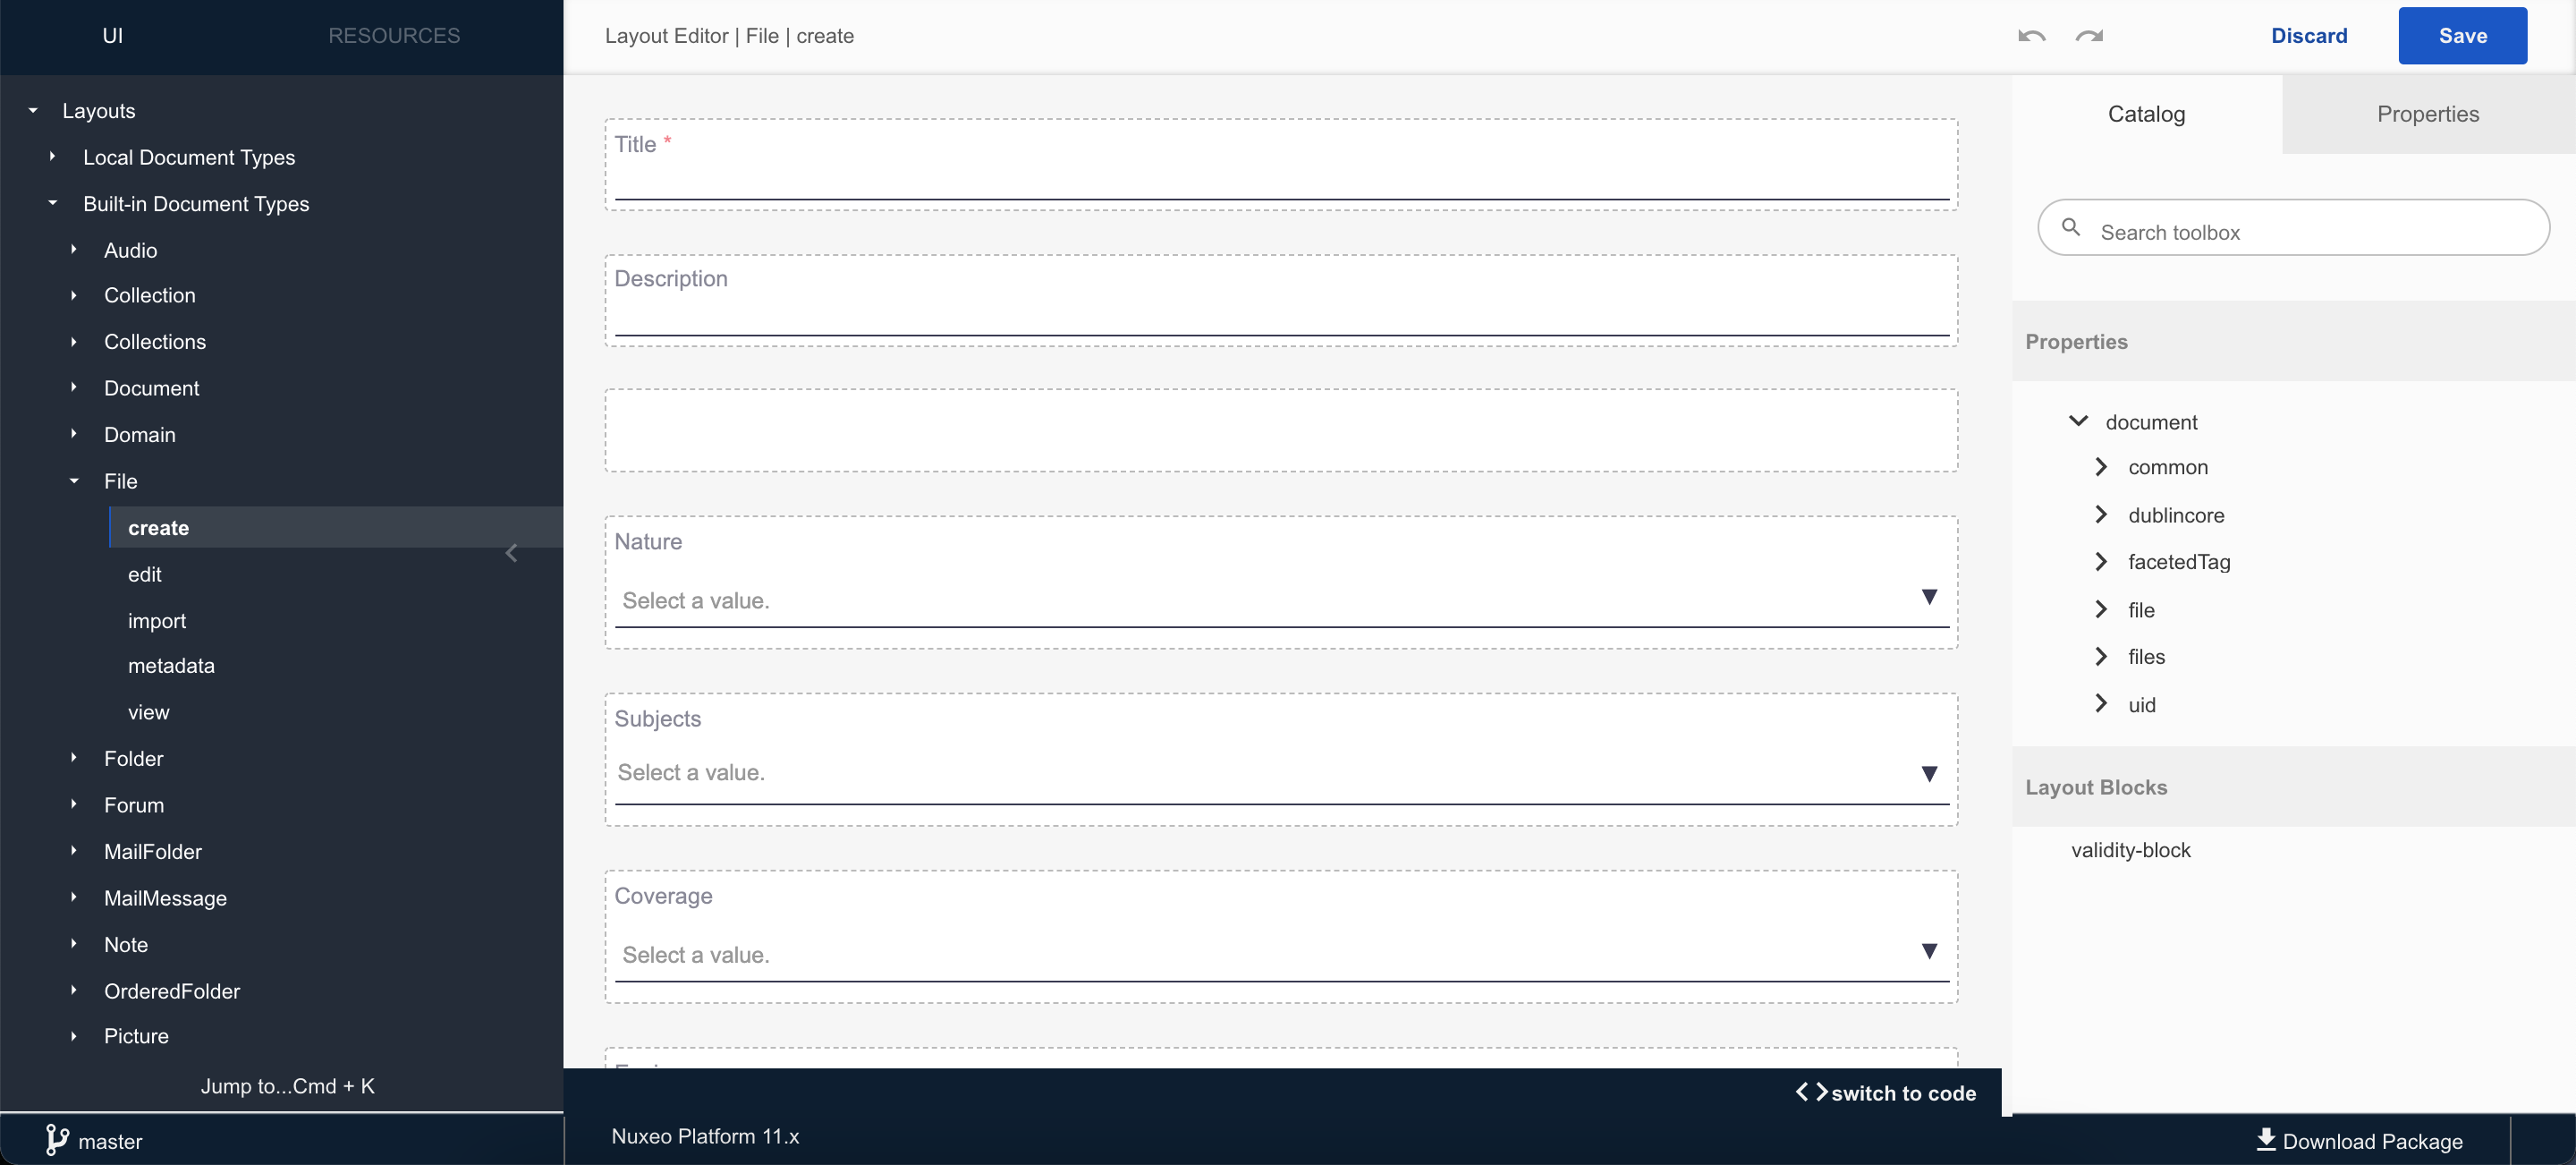 UI
RESOURCES
Layouts
Local Document Types
Built-in Document Types
Audio
Collection
Collections
Document
Domain
File
create
edit
import
metadata
view
Folder
Forum
MailFolder
MailMessage
Note
OrderedFolder
Picture
Jump to...Cmd + K
master
Layout Editor | File | create
Discard
Save
Title *
Description
Nature
Select a value.
Subjects
Select a value.
Coverage
Select a value.
switch to code
Nuxeo Platform 11.x
Catalog
Properties
Search toolbox
Properties
document
common
dublincore
facetedTag
file
files
uid
Layout Blocks
validity-block
Download Package